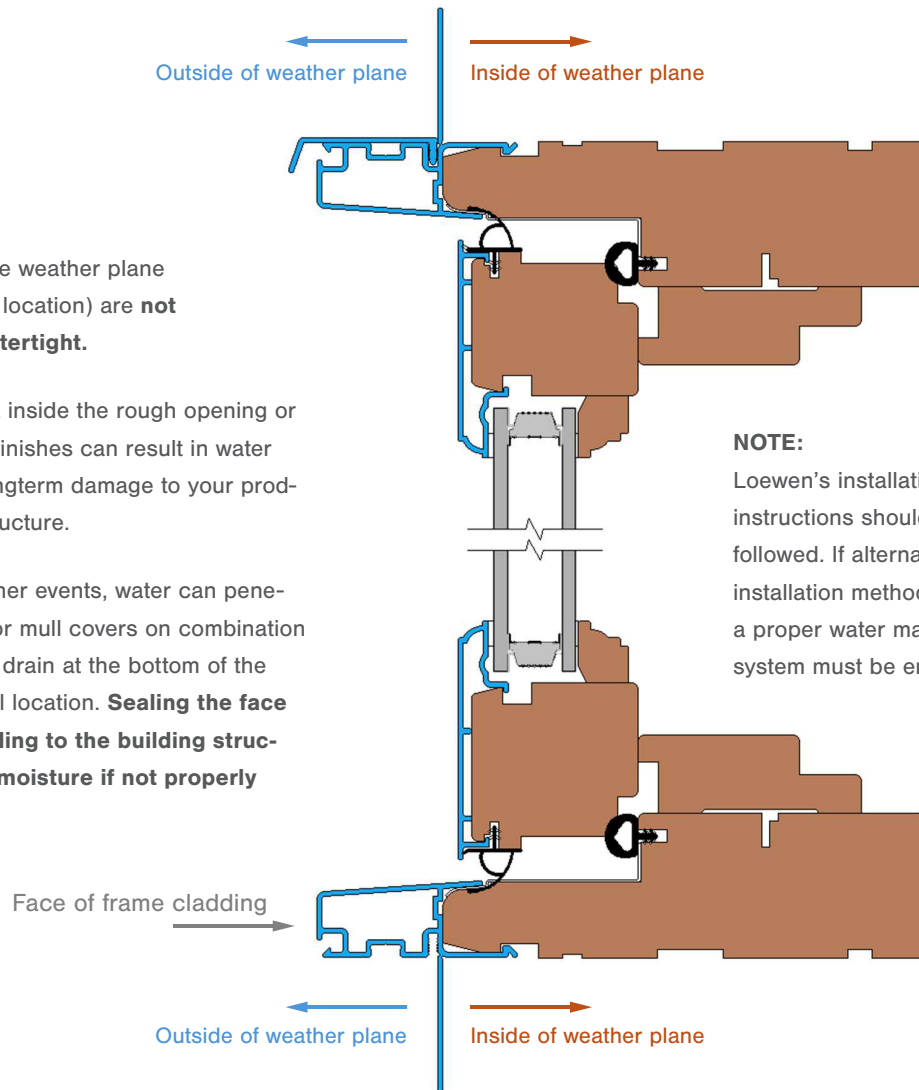 Outside of weather plane
Inside of weather plane
e weather plane
location) are not
tertight.
inside the rough opening or
inishes can result in water
ngterm damage to your prod-
ucture.
ner events, water can pene-
or mull covers on combination
drain at the bottom of the
l location. Sealing the face
ding to the building struc-
moisture if not properly
NOTE:
Loewen's installati
instructions shoul
followed. If alterna
installation metho
a proper water ma
system must be e
Face of frame cladding
Outside of weather plane
Inside of weather plane